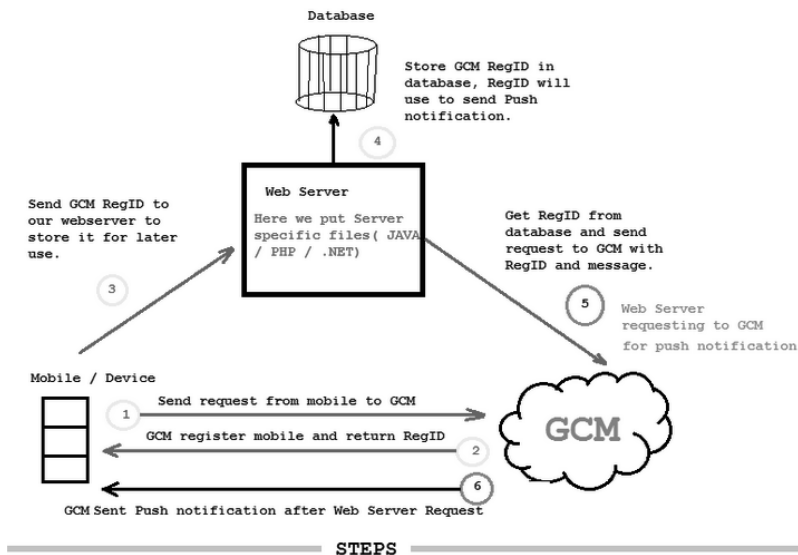 Database
Store GCM RegID in
database, RegID will
use to send Push
notification.
4
Web Server
Here we put Server
specific files( JAVA
/ PHP / .NET)
Send GCM RegID to
our webserver to
store it for later
use.
3
Get RegID from
database and send
request to GCM with
RegID and message.
5
Web Server
requesting to GCM
for push notification
Mobile / Device
1
Send request from mobile to GCM
GCM
GCM register mobile and return RegID
2
6
GCM Sent Push notification after Web Server Request
STEPS